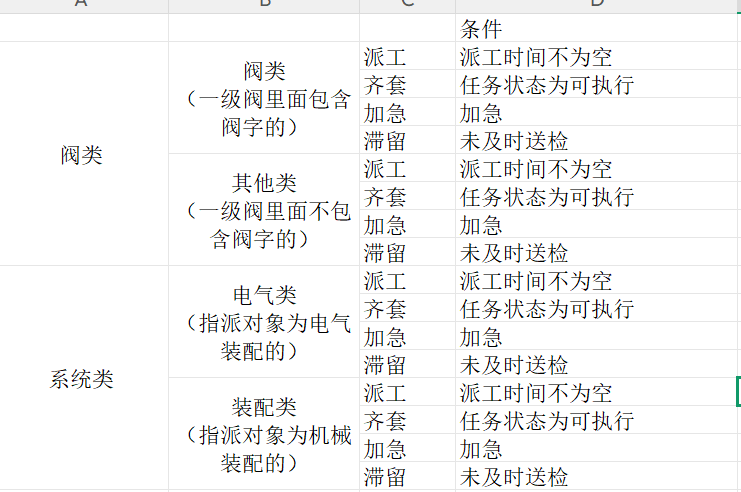 A B C D
条件
阀类
阀类
（一级阀里面包含
阀字的）
派工 派工时间不为空
齐套 任务状态为可执行
加急 加急
滞留 未及时送检
其他类
（一级阀里面不包
含阀字的）
派工 派工时间不为空
齐套 任务状态为可执行
加急 加急
滞留 未及时送检
系统类
电气类
（指派对象为电气
装配的）
派工 派工时间不为空
齐套 任务状态为可执行
加急 加急
滞留 未及时送检
装配类
（指派对象为机械
装配的）
派工 派工时间不为空
齐套 任务状态为可执行
加急 加急
滞留 未及时送检